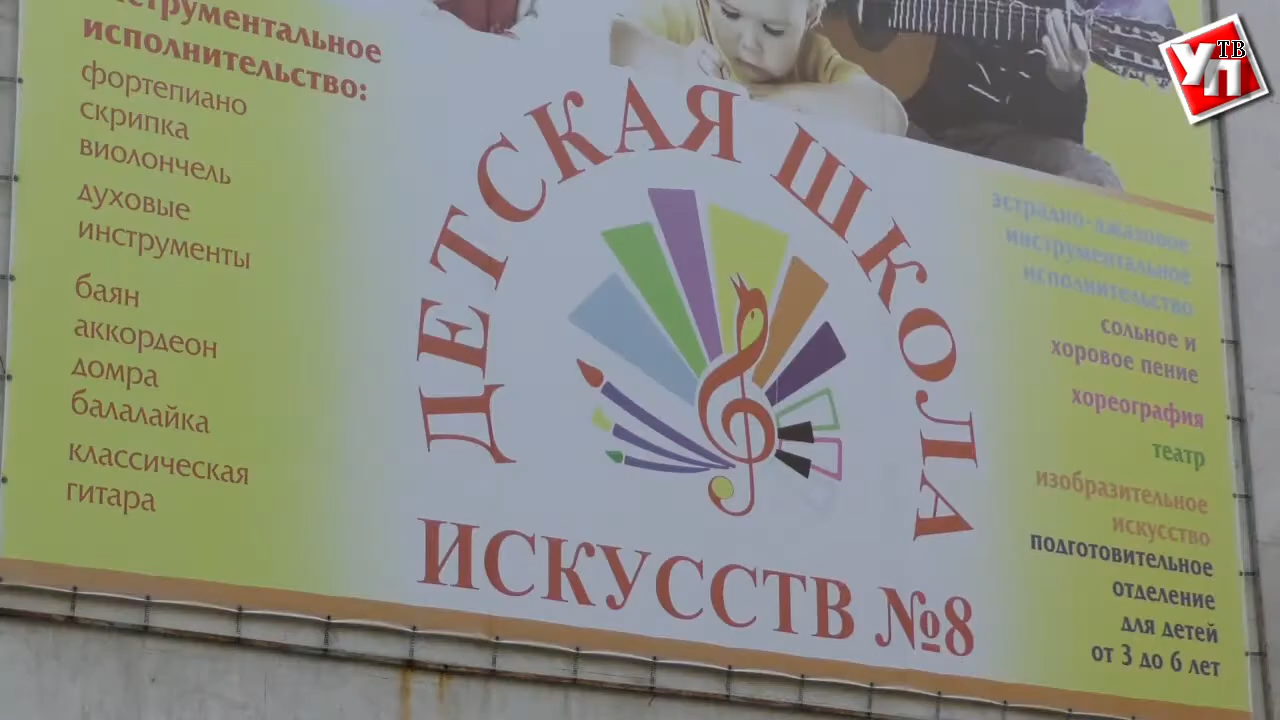 инструментальное
исполнительство:
фортепиано
скрипка
виолончель
духовые
инструменты
баян
аккордеон
домра
балалайка
классическая
гитара
ДЕТСКАЯ ШКОЛА
ИСКУССТВ №8
эстрадно-джазовое
инструментальное
исполнительство
сольное и
хоровое пение
хореография
театр
изобразительное
искусство
подготовительное
отделение
для детей
от 3 до 6 лет
УП ТВ